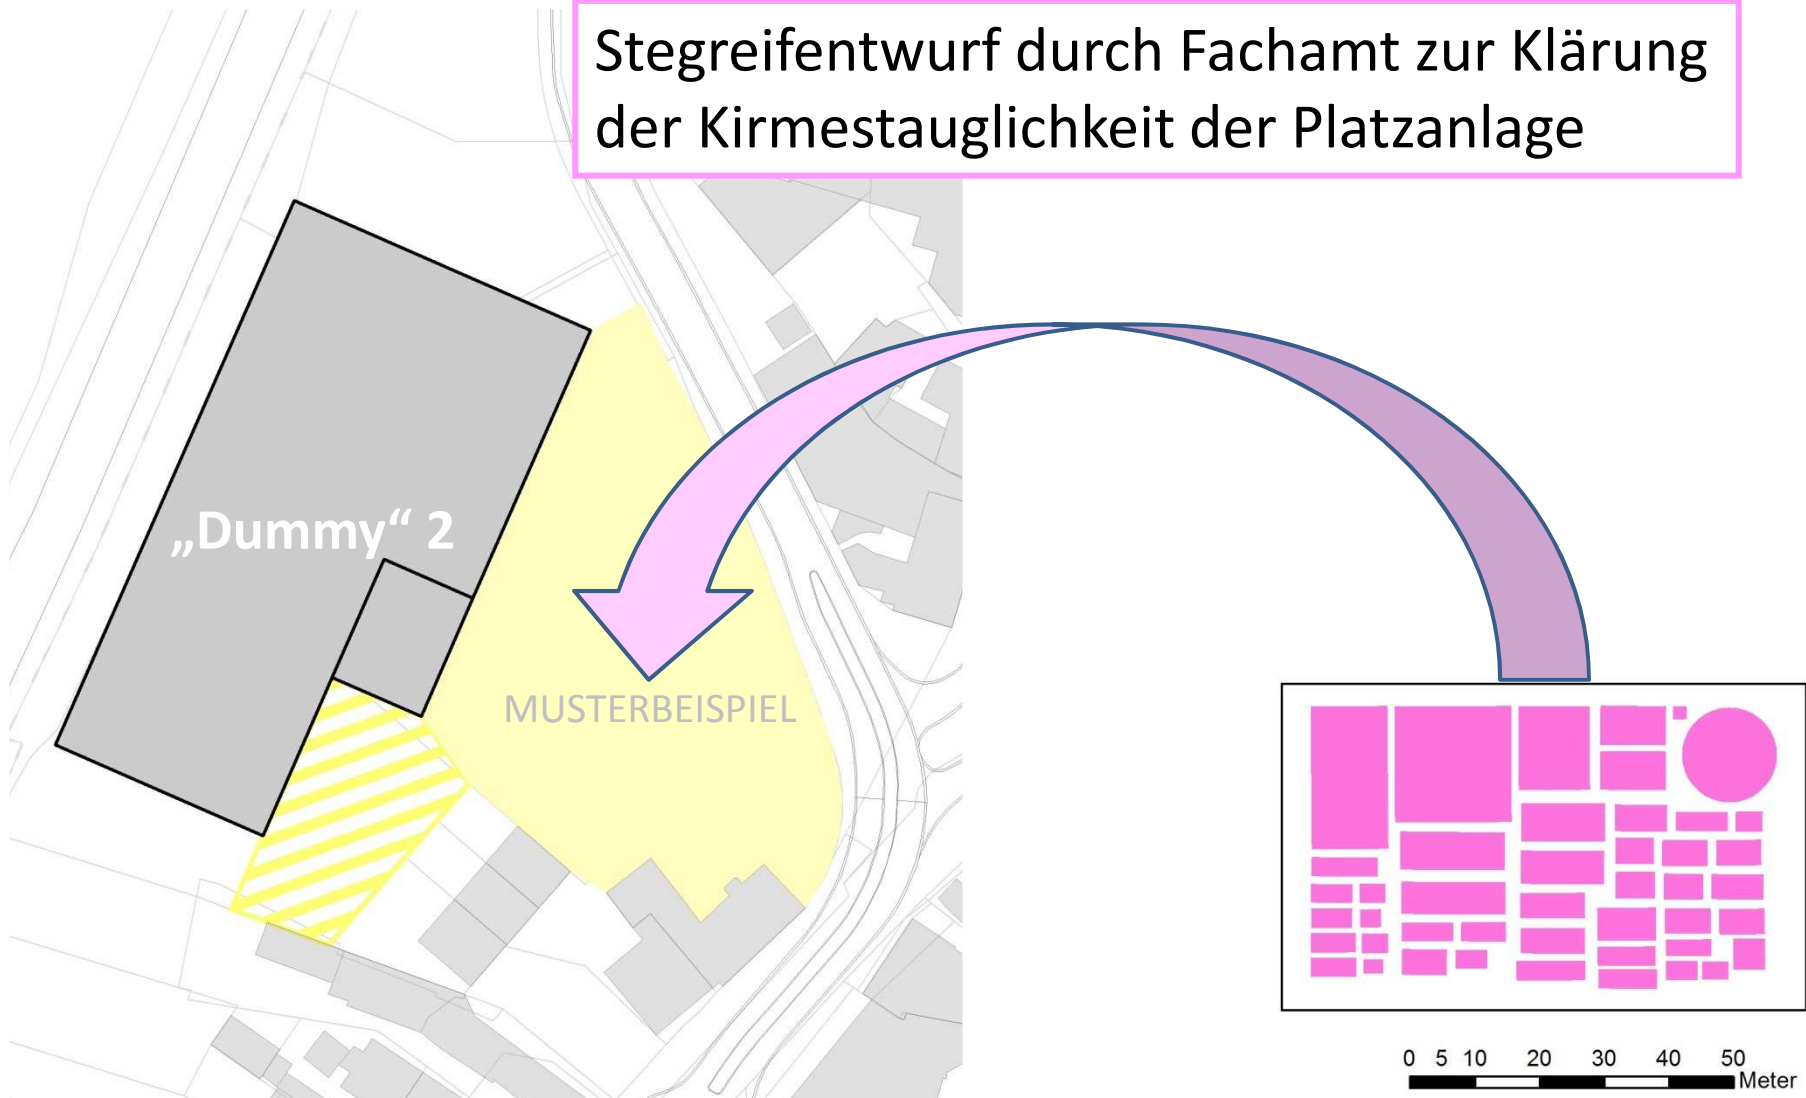 Stegreifentwurf durch Fachamt zur Klärung
der Kirmestauglichkeit der Platzanlage
„Dummy“ 2
MUSTERBEISPIEL
0 5 10 20 30 40 50
Meter